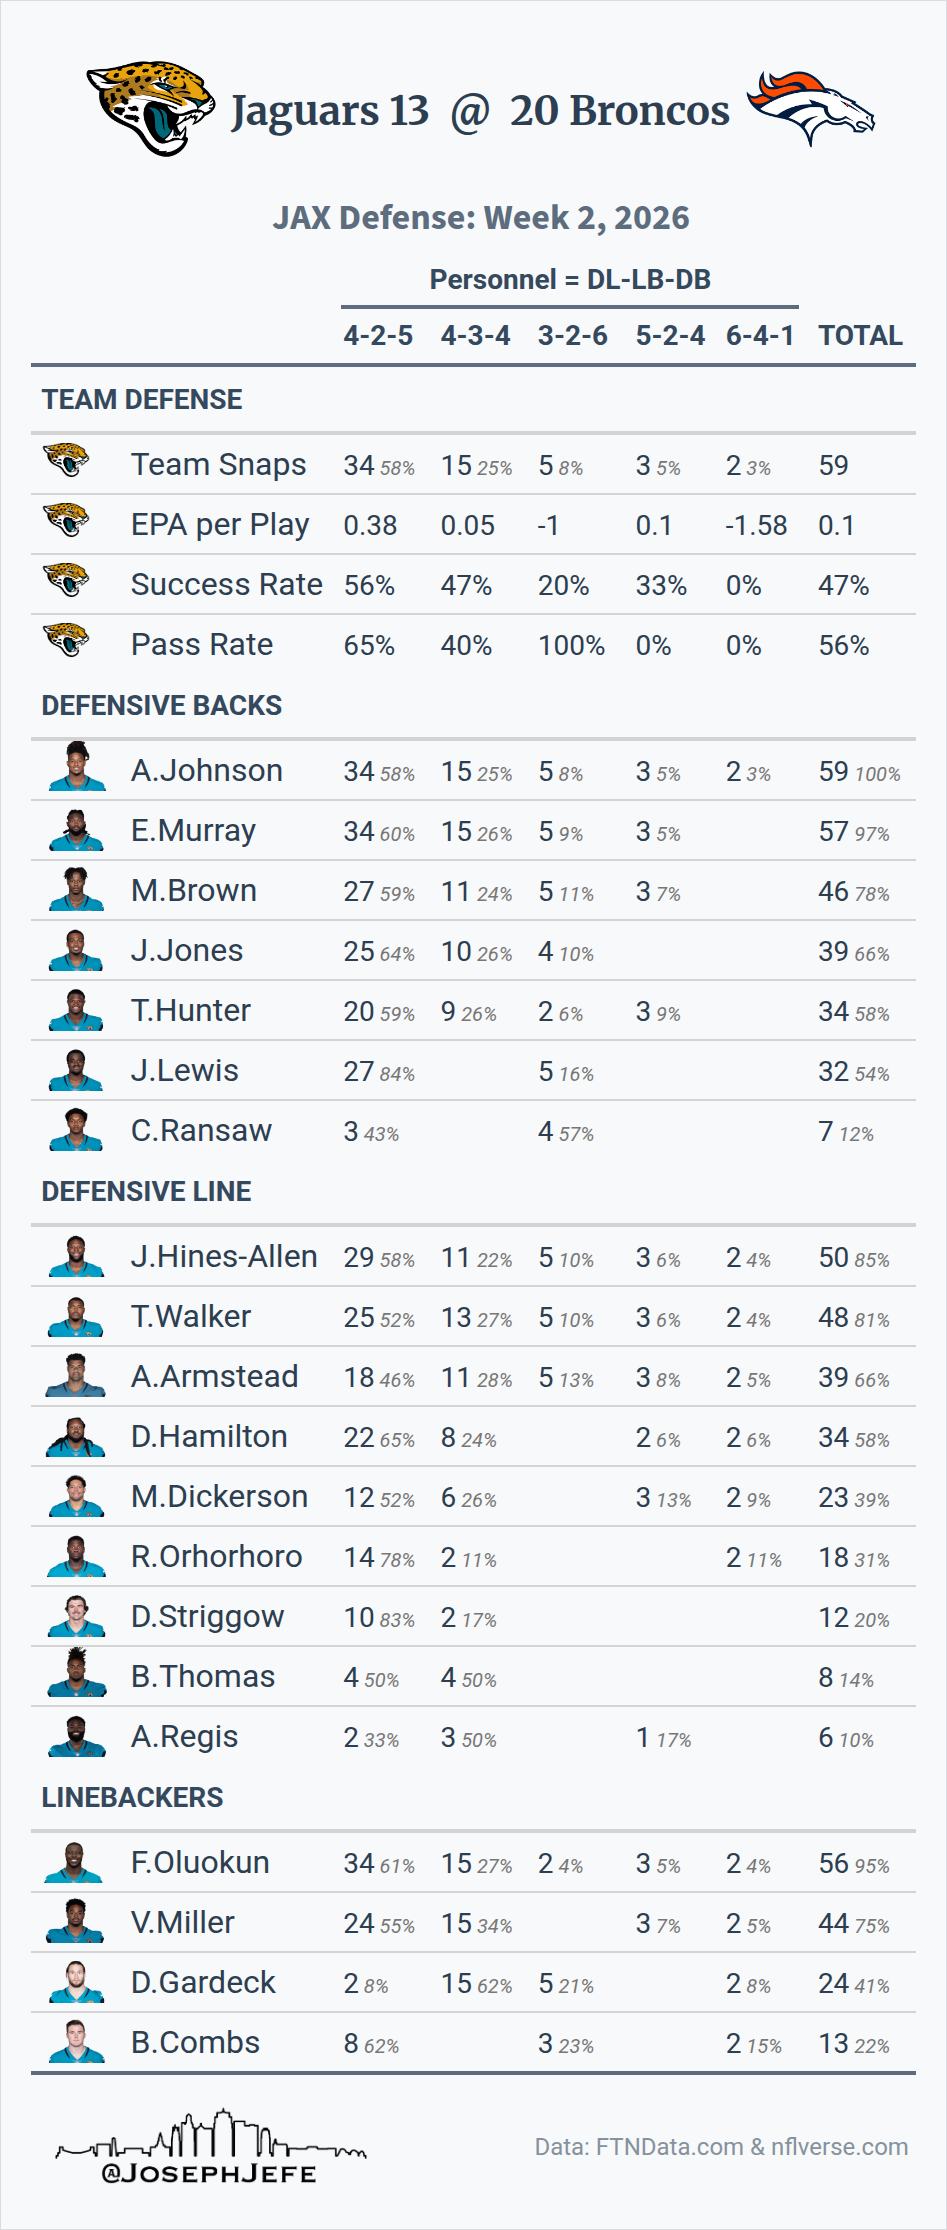 Jaguars 13 @ 20 Broncos
JAX Defense: Week 2, 2026
Personnel = DL-LB-DB
4-2-5 4-3-4 3-2-6 5-2-4 6-4-1 TOTAL
TEAM DEFENSE
Team Snaps 34 58% 15 25% 5 8% 3 5% 2 3% 59
EPA per Play 0.38 0.05 -1 0.1 -1.58 0.1
Success Rate 56% 47% 20% 33% 0% 47%
Pass Rate 65% 40% 100% 0% 0% 56%
DEFENSIVE BACKS
A.Johnson 34 58% 15 25% 5 8% 3 5% 2 3% 59 100%
E.Murray 34 60% 15 26% 5 9% 3 5% 57 97%
M.Brown 27 59% 11 24% 5 11% 3 7% 46 78%
J.Jones 25 64% 10 26% 4 10% 39 66%
T.Hunter 20 59% 9 26% 2 6% 3 9% 34 58%
J.Lewis 27 84% 5 16% 32 54%
C.Ransaw 3 43% 4 57% 7 12%
DEFENSIVE LINE
J.Hines-Allen 29 58% 11 22% 5 10% 3 6% 2 4% 50 85%
T.Walker 25 52% 13 27% 5 10% 3 6% 2 4% 48 81%
A.Armstead 18 46% 11 28% 5 13% 3 8% 2 5% 39 66%
D.Hamilton 22 65% 8 24% 2 6% 2 6% 34 58%
M.Dickerson 12 52% 6 26% 3 13% 2 9% 23 39%
R.Orhorhoro 14 78% 2 11% 2 11% 18 31%
D.Striggow 10 83% 2 17% 12 20%
B.Thomas 4 50% 4 50% 8 14%
A.Regis 2 33% 3 50% 1 17% 6 10%
LINEBACKERS
F.Oluokun 34 61% 15 27% 2 4% 3 5% 2 4% 56 95%
V.Miller 24 55% 15 34% 3 7% 2 5% 44 75%
D.Gardeck 2 8% 15 62% 5 21% 2 8% 24 41%
B.Combs 8 62% 3 23% 2 15% 13 22%
@JOSEPHJEFE
Data: FTNData.com & nflverse.com